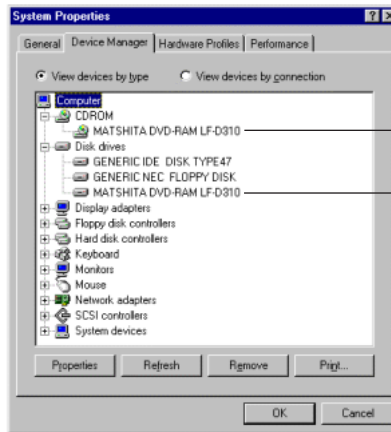 System Properties
General Device Manager Hardware Profiles Performance
View devices by type View devices by connection
Computer
CDROM
MATSHITA DVD-RAM LF-D310
Disk drives
GENERIC IDE DISK TYPE47
GENERIC NEC FLOPPY DISK
MATSHITA DVD-RAM LF-D310
Display adapters
Floppy disk controllers
Hard disk controllers
Keyboard
Monitors
Mouse
Network adapters
SCSI controllers
System devices
Properties Refresh Remove Print...
OK Cancel